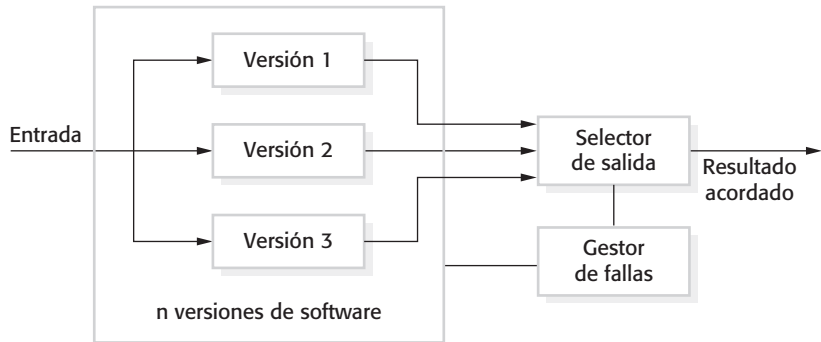 Entrada
Versión 1
Versión 2
Versión 3
n versiones de software
Selector
de salida
Resultado
acordado
Gestor
de fallas